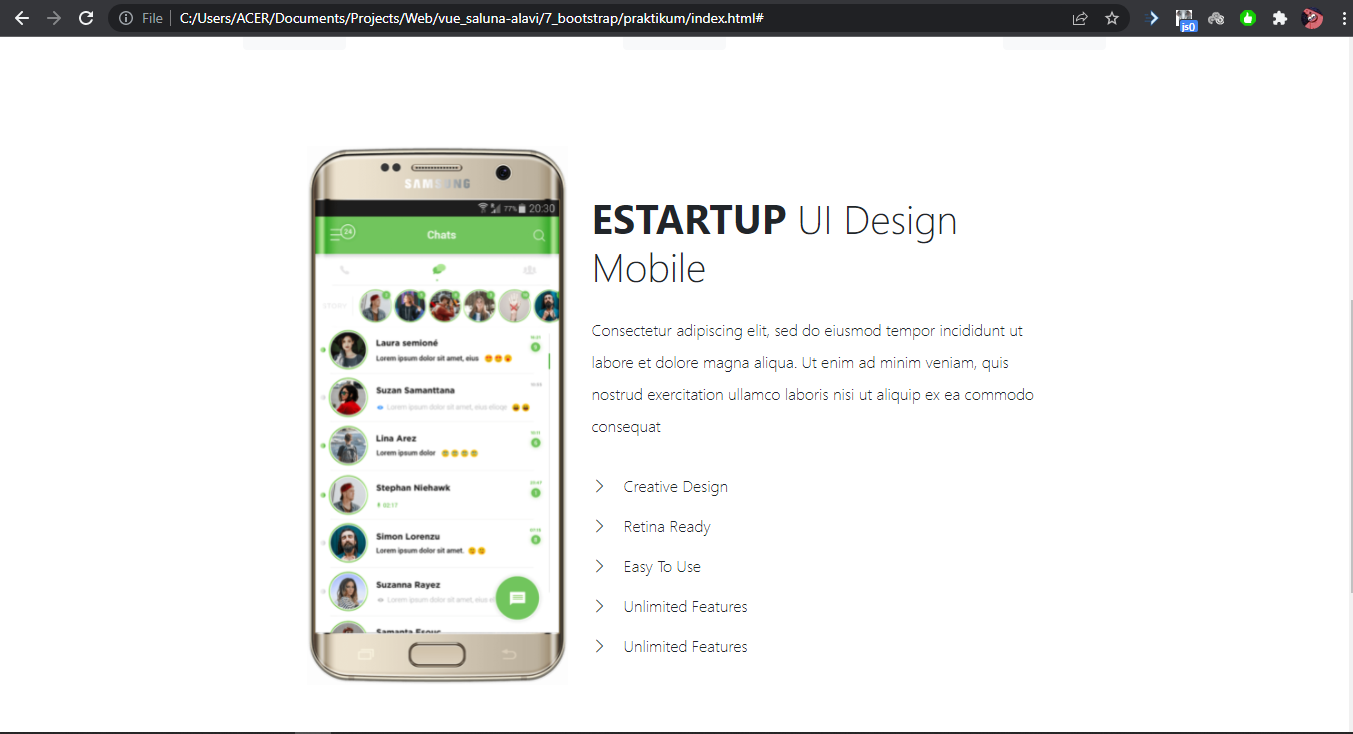 File
C:/Users/ACER/Documents/Projects/Web/vue_saluna-alavi/7_bootstrap/praktikum/index.html#
js()
SAMSUNG
77% 20:30
24
Chats
STORY
Laura semioné
Lorem ipsum dolor sit amet, eius
Suzan Samanttana
Lorem ipsum dolor sit amet, eius
Lina Arez
Lorem ipsum dolor
Stephan Niehawk
02:17
Simon Lorenzu
Lorem ipsum dolor sit amet.
Suzanna Rayez
Lorem ipsum dolor sit amet, eius
Samanta Esouc
ESTARTUP UI Design
Mobile
Consectetur adipiscing elit, sed do eiusmod tempor incididunt ut
labore et dolore magna aliqua. Ut enim ad minim veniam, quis
nostrud exercitation ullamco laboris nisi ut aliquip ex ea commodo
consequat
Creative Design
Retina Ready
Easy To Use
Unlimited Features
Unlimited Features